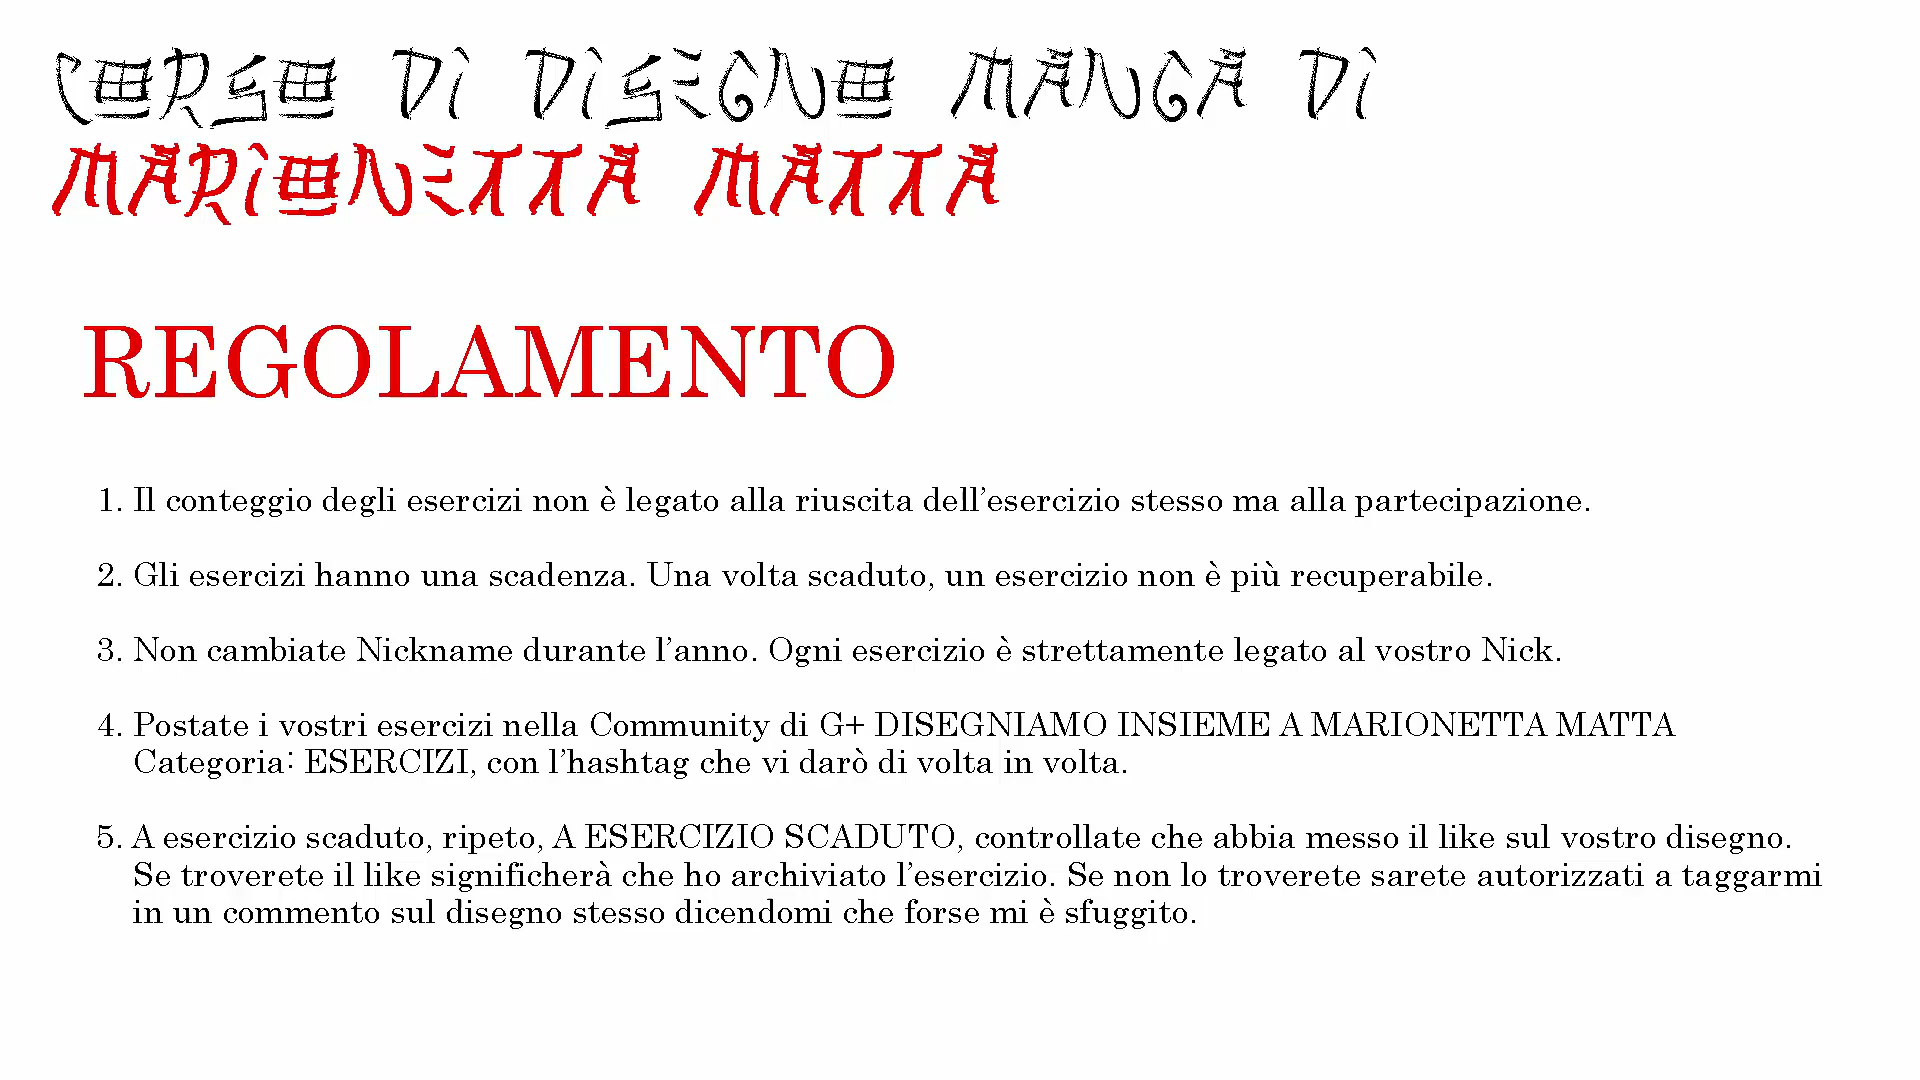 CORSO DI DISEGNO MANGA DI
MARIONETTA MATTA
REGOLAMENTO
1. Il conteggio degli esercizi non è legato alla riuscita dell’esercizio stesso ma alla partecipazione.
2. Gli esercizi hanno una scadenza. Una volta scaduto, un esercizio non è più recuperabile.
3. Non cambiate Nickname durante l’anno. Ogni esercizio è strettamente legato al vostro Nick.
4. Postate i vostri esercizi nella Community di G+ DISEGNIAMO INSIEME A MARIONETTA MATTA
Categoria: ESERCIZI, con l’hashtag che vi darò di volta in volta.
5. A esercizio scaduto, ripeto, A ESERCIZIO SCADUTO, controllate che abbia messo il like sul vostro disegno.
Se troverete il like significherà che ho archiviato l’esercizio. Se non lo troverete sarete autorizzati a taggarmi
in un commento sul disegno stesso dicendomi che forse mi è sfuggito.